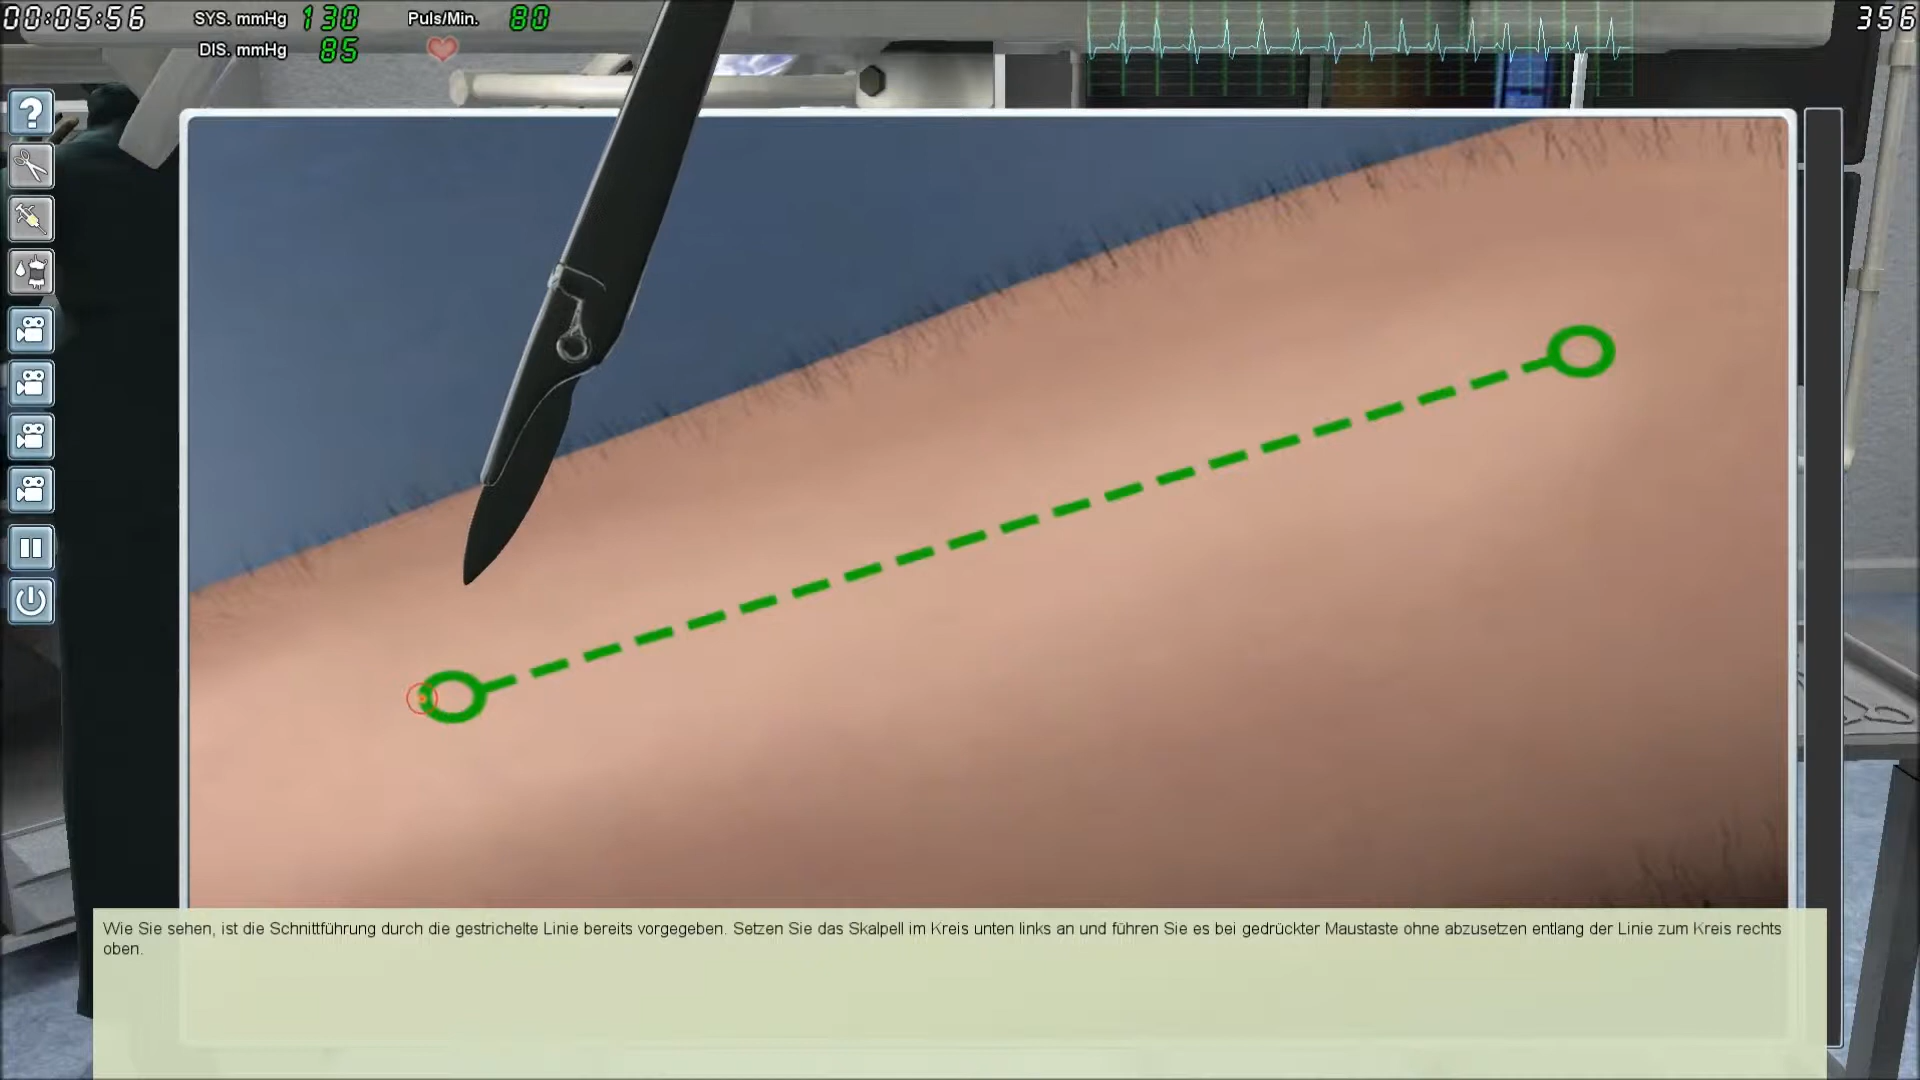 00:05:56
SYS. mmHg 130
DIS. mmHg 85
Puls/Min. 80
356
?
Wie Sie sehen, ist die Schnittführung durch die gestrichelte Linie bereits vorgegeben. Setzen Sie das Skalpell im Kreis unten links an und führen Sie es bei gedrückter Maustaste ohne abzusetzen entlang der Linie zum Kreis rechts
oben.